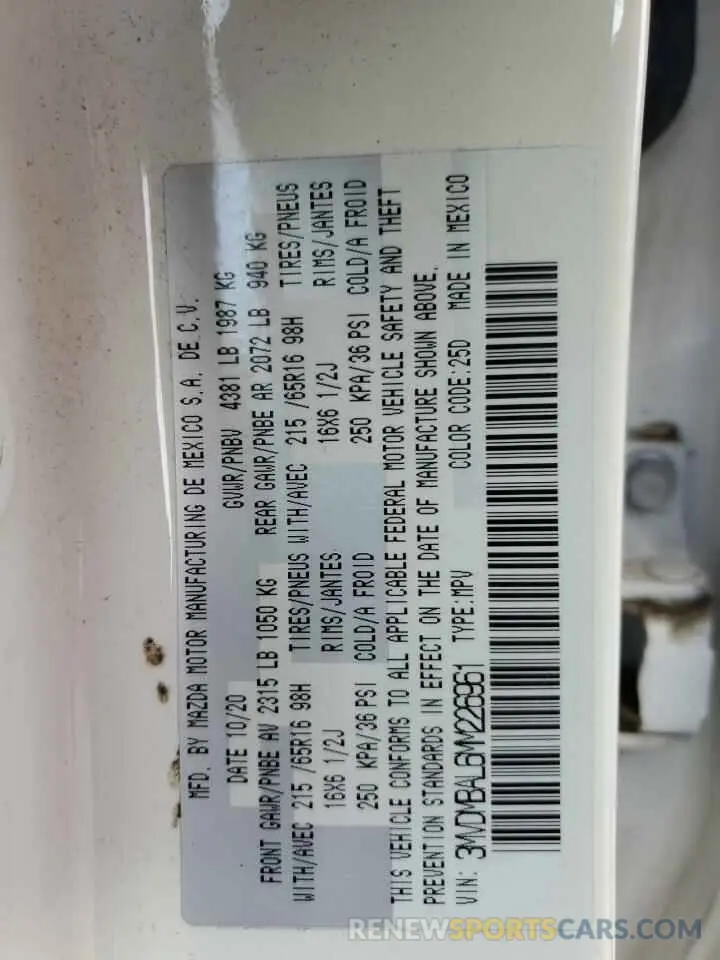 MFD. BY MAZDA MOTOR MANUFACTURING DE MEXICO S.A. DE C.V.
DATE 10/20 GVWR/PNBV 4381 LB 1987 KG
FRONT GAWR/PNBE AV 2315 LB 1050 KG REAR GAWR/PNBE AR 2072 LB 940 KG
WITH/AVEC 215 /65R16 98H TIRES/PNEUS WITH/AVEC 215 /65R16 98H TIRES/PNEUS
16X6 1/2J RIMS/JANTES 16X6 1/2J RIMS/JANTES
250 KPA/36 PSI COLD/A FROID 250 KPA/36 PSI COLD/A FROID
THIS VEHICLE CONFORMS TO ALL APPLICABLE FEDERAL MOTOR VEHICLE SAFETY AND THEFT
PREVENTION STANDARDS IN EFFECT ON THE DATE OF MANUFACTURE SHOWN ABOVE.
VIN: 3MVDMBAL6MM226961 TYPE:MPV COLOR CODE:25D MADE IN MEXICO
RENEWSPORTSCARS.COM